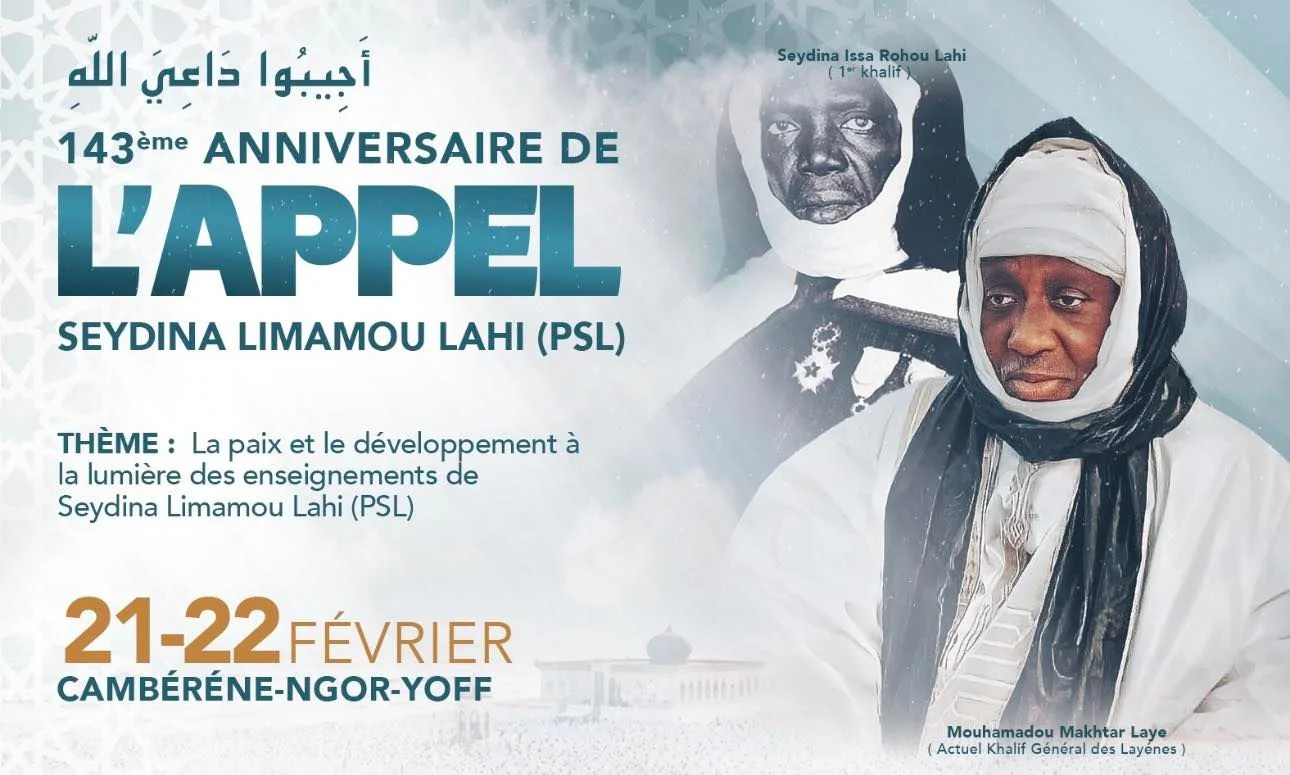 أَجِيبُوا دَاعِيَ اللَّهِ
143ème ANNIVERSAIRE DE
L'APPEL
SEYDINA LIMAMOU LAHI (PSL)
THÈME : La paix et le développement à
la lumière des enseignements de
Seydina Limamou Lahi (PSL)
21-22 FÉVRIER
CAMBÉRÉNE-NGOR-YOFF
Seydina Issa Rohou Lahi
( 1er khalif )
Mouhamadou Makhtar Laye
( Actuel Khalif Général des Layénes )